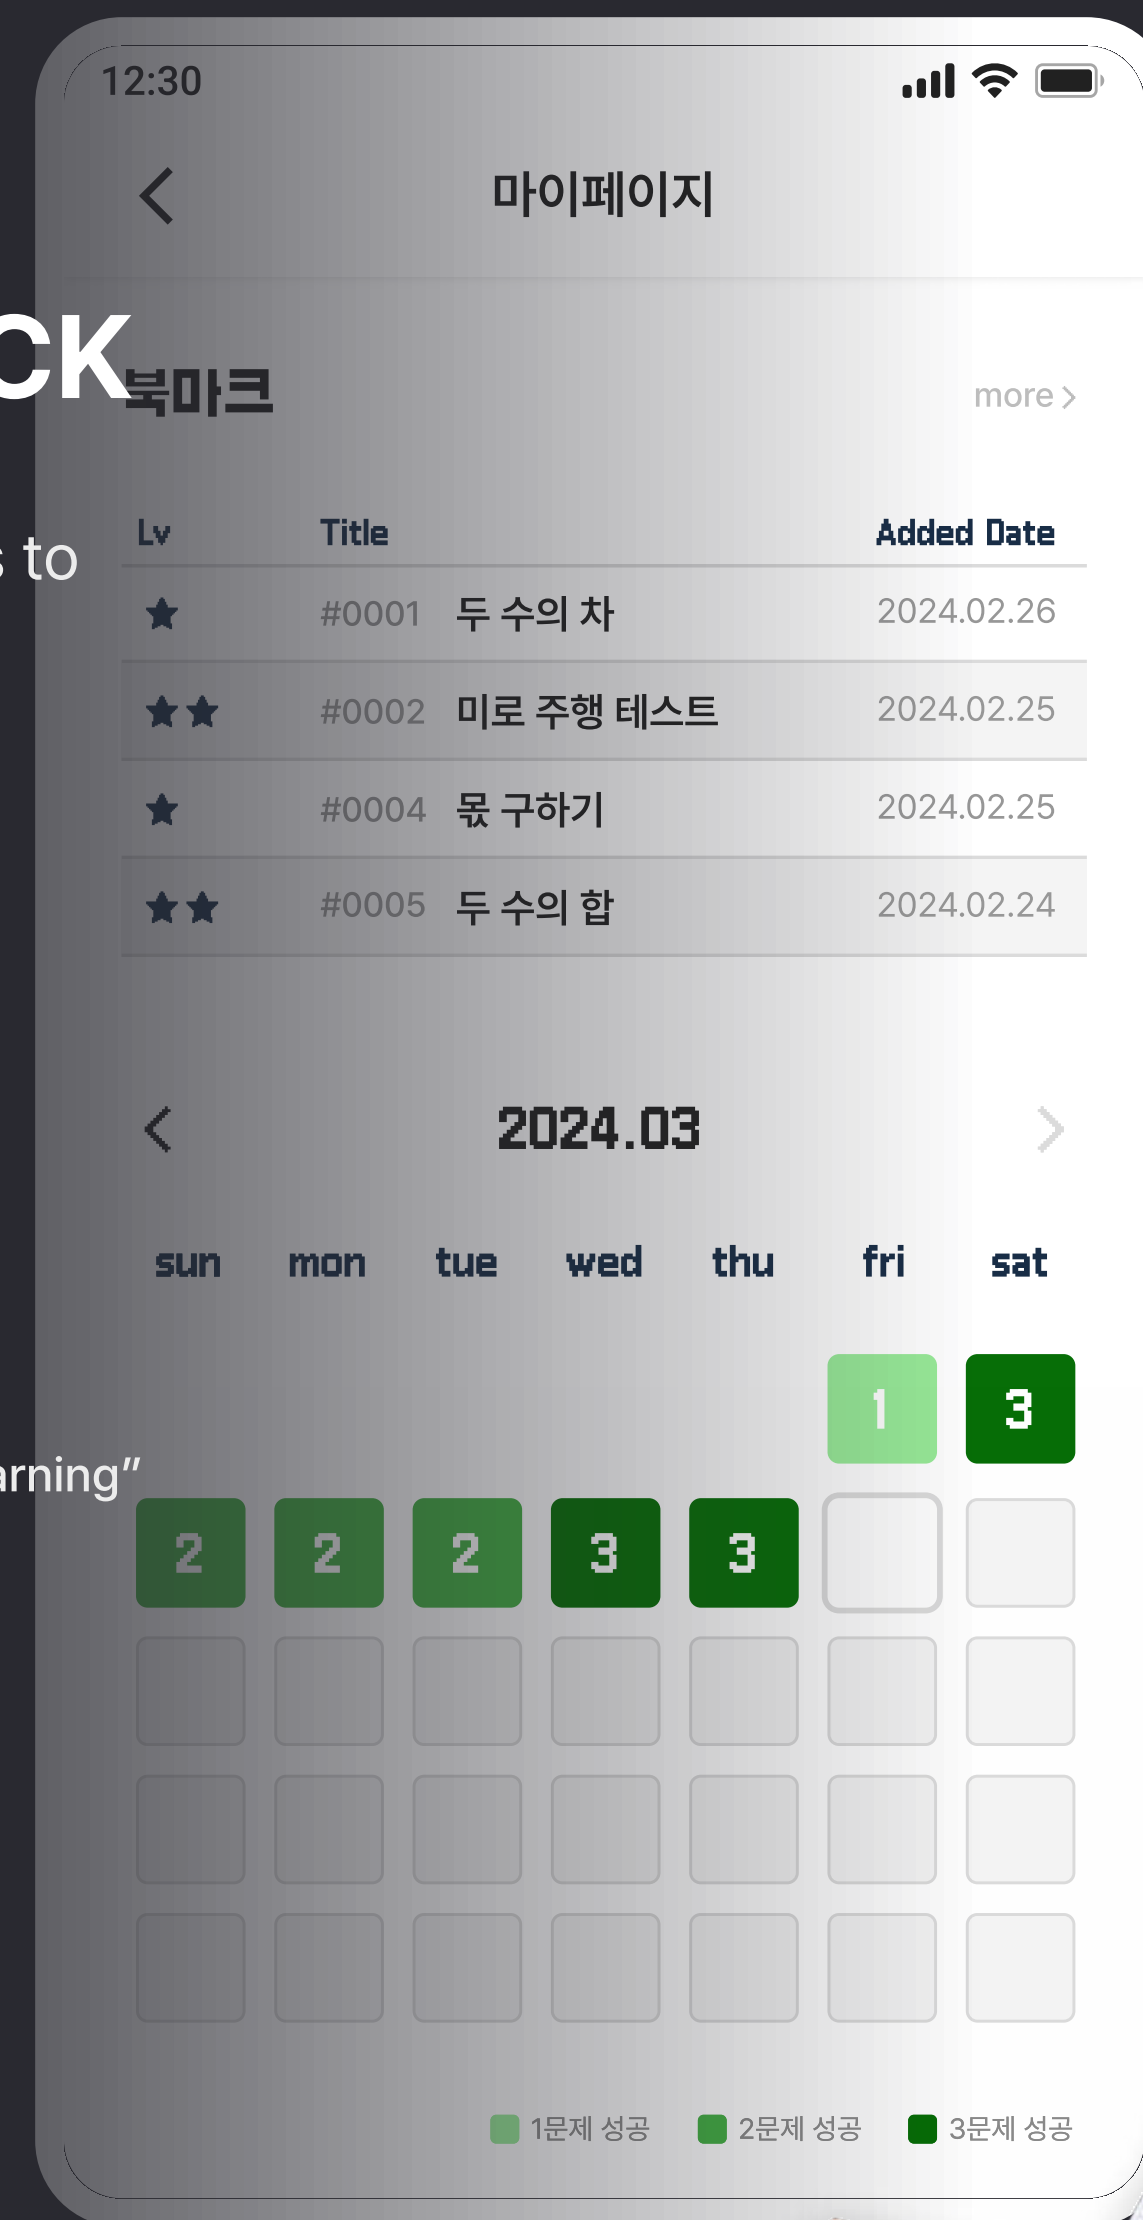 12:30
마이페이지
CK
북마크
more
s to
Lv Title Added Date
#0001 두 수의 차 2024.02.26
#0002 미로 주행 테스트 2024.02.25
#0004 몫 구하기 2024.02.25
#0005 두 수의 합 2024.02.24
2024.03
sun mon tue wed thu fri sat
1 3
arning”
2 2 2 3 3
1문제 성공 2문제 성공 3문제 성공